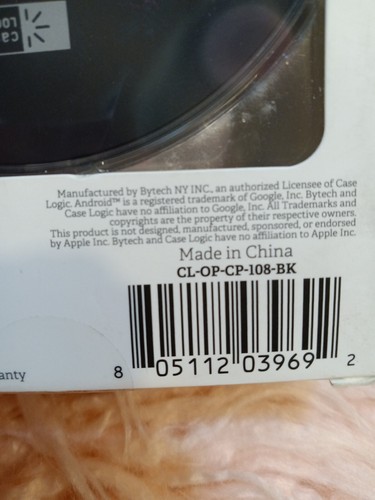 case
LOGIC
Manufactured by Bytech NY INC., an authorized Licensee of Case
Logic. Android™ is a registered trademark of Google, Inc. Bytech and
Case Logic have no affiliation to Google, Inc. All Trademarks and
copyrights are the property of their respective owners.
This product is not designed, manufactured, sponsored, or endorsed
by Apple Inc. Bytech and Case Logic have no affiliation to Apple Inc.
Made in China
CL-OP-CP-108-BK
anty
8 05112 03969 2